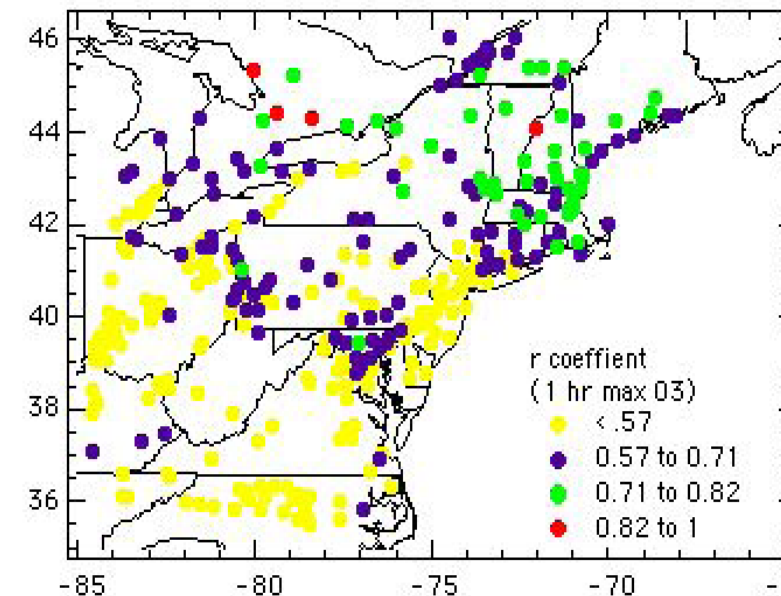 46
44
42
40
38
36
r coeffient
(1 hr max O3)
< .57
0.57 to 0.71
0.71 to 0.82
0.82 to 1
-85 -80 -75 -70